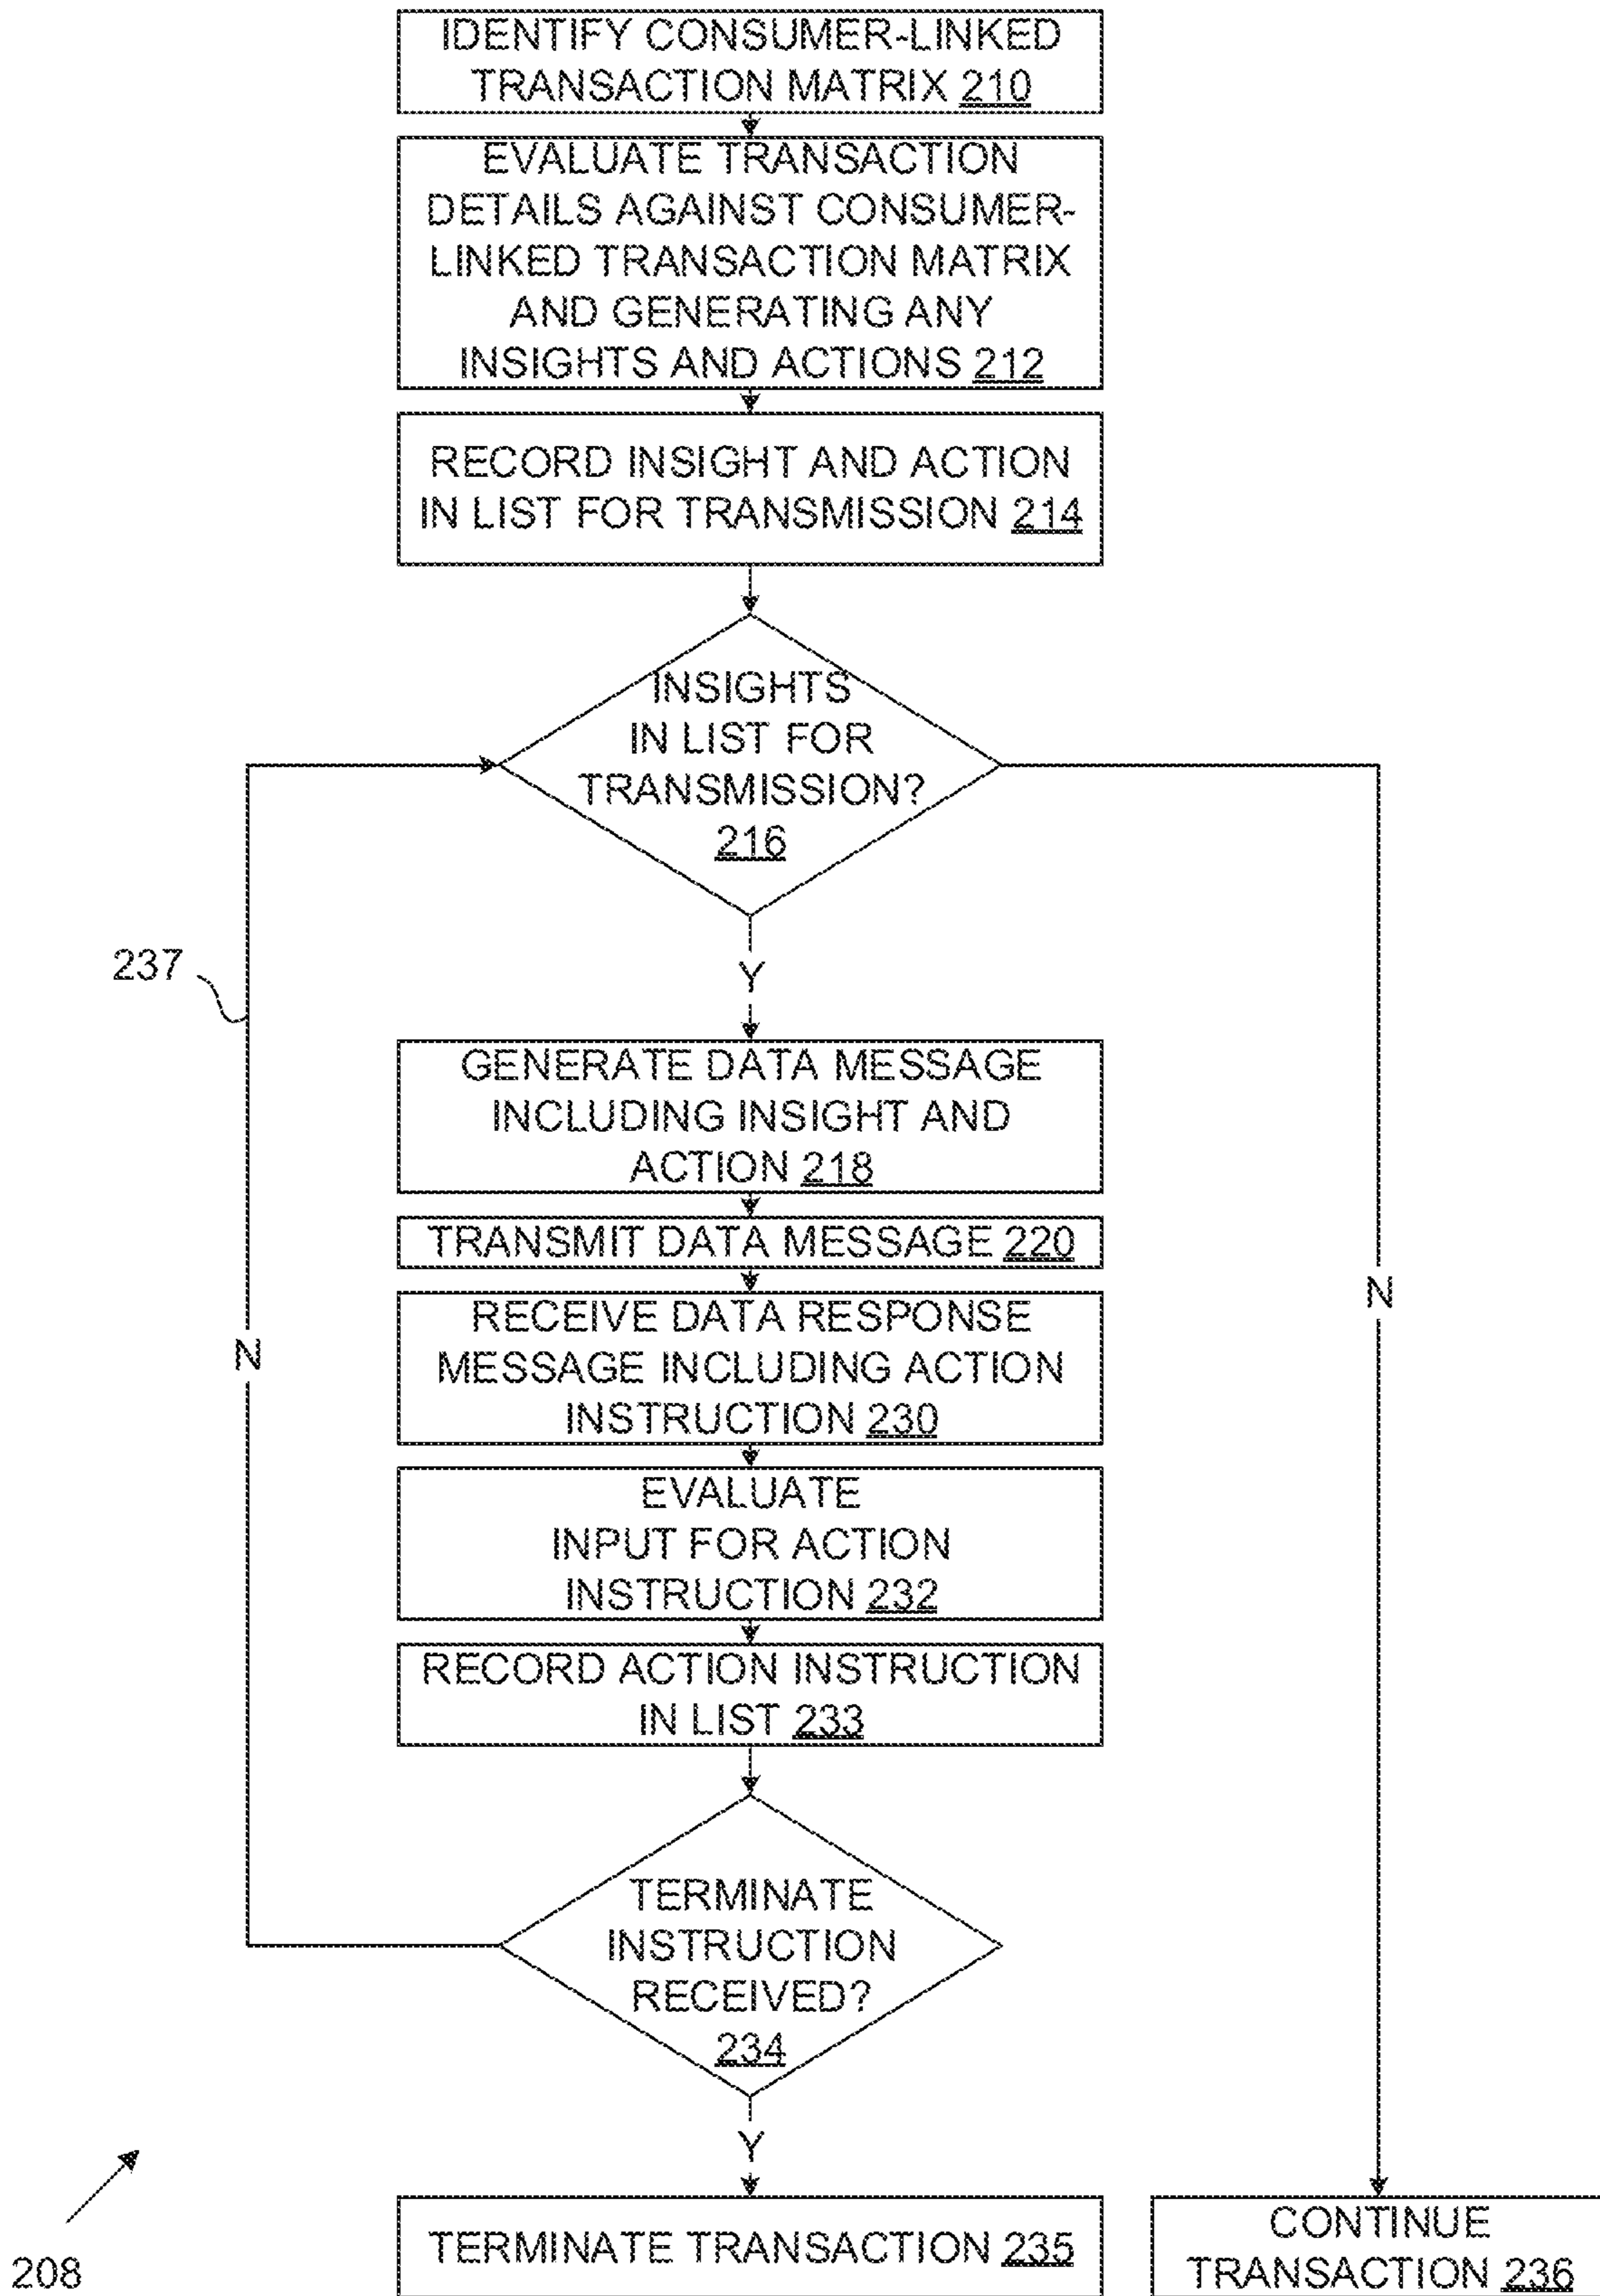 IDENTIFY CONSUMER-LINKED
TRANSACTION MATRIX 210
EVALUATE TRANSACTION
DETAILS AGAINST CONSUMER-
LINKED TRANSACTION MATRIX
AND GENERATING ANY
INSIGHTS AND ACTIONS 212
RECORD INSIGHT AND ACTION
IN LIST FOR TRANSMISSION 214
INSIGHTS
IN LIST FOR
TRANSMISSION?
216
237
Y
GENERATE DATA MESSAGE
INCLUDING INSIGHT AND
ACTION 218
TRANSMIT DATA MESSAGE 220
N
RECEIVE DATA RESPONSE
MESSAGE INCLUDING ACTION
INSTRUCTION 230
N
EVALUATE
INPUT FOR ACTION
INSTRUCTION 232
RECORD ACTION INSTRUCTION
IN LIST 233
TERMINATE
INSTRUCTION
RECEIVED?
234
Y
TERMINATE TRANSACTION 235
CONTINUE
TRANSACTION 236
208